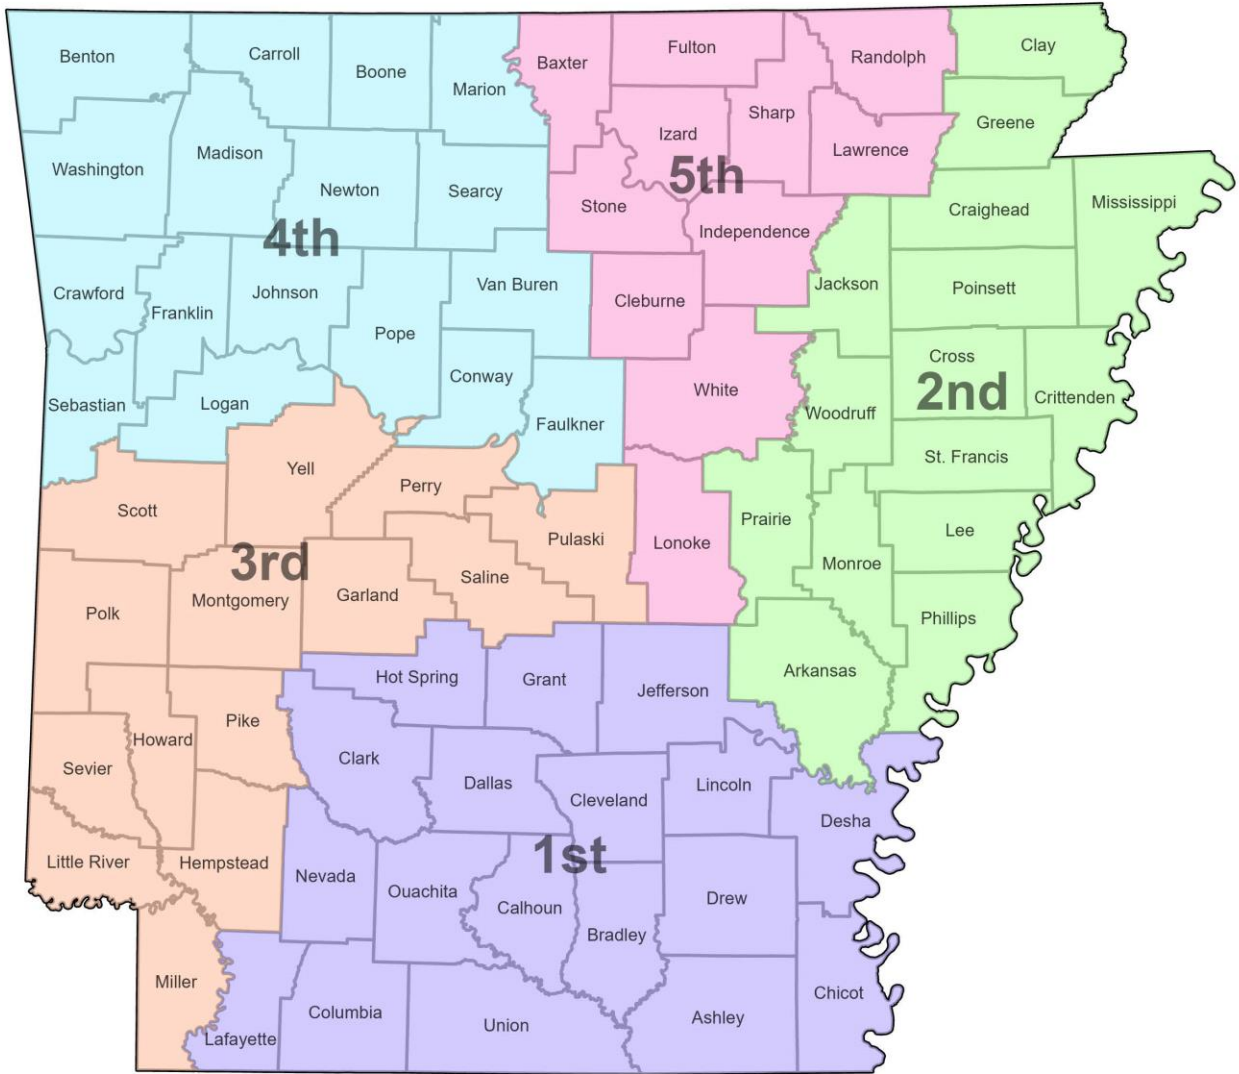 Benton
Carroll
Boone
Marion
Baxter
Fulton
Randolph
Clay
Washington
Madison
Newton
Searcy
Stone
Izard
Sharp
Lawrence
Greene
5th
4th
Independence
Craighead
Mississippi
Crawford
Franklin
Johnson
Pope
Van Buren
Cleburne
Jackson
Poinsett
Sebastian
Logan
Conway
Faulkner
White
Woodruff
Cross
2nd
Crittenden
St. Francis
Scott
Yell
Perry
Pulaski
Lonoke
Prairie
Monroe
Lee
3rd
Polk
Montgomery
Garland
Saline
Phillips
Hot Spring
Grant
Jefferson
Arkansas
Sevier
Howard
Pike
Clark
Dallas
Cleveland
Lincoln
Desha
1st
Little River
Hempstead
Nevada
Ouachita
Calhoun
Bradley
Drew
Miller
Lafayette
Columbia
Union
Ashley
Chicot